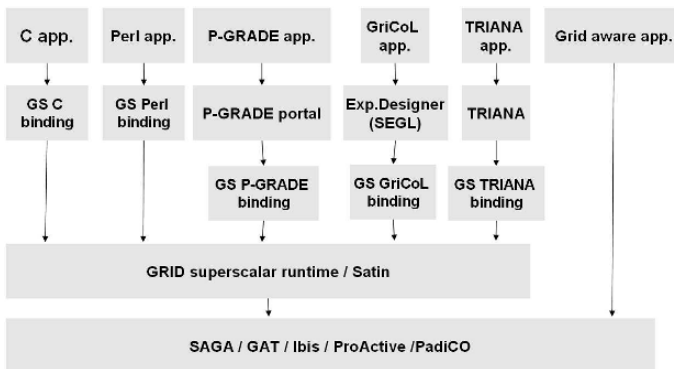 C app.
Perl app.
P-GRADE app.
GriCoL
app.
TRIANA
app.
Grid aware app.
GS C
binding
GS Perl
binding
P-GRADE portal
Exp.Designer
(SEGL)
TRIANA
GS P-GRADE
binding
GS GriCoL
binding
GS TRIANA
binding
GRID superscalar runtime / Satin
SAGA / GAT / Ibis / ProActive /PadiCO